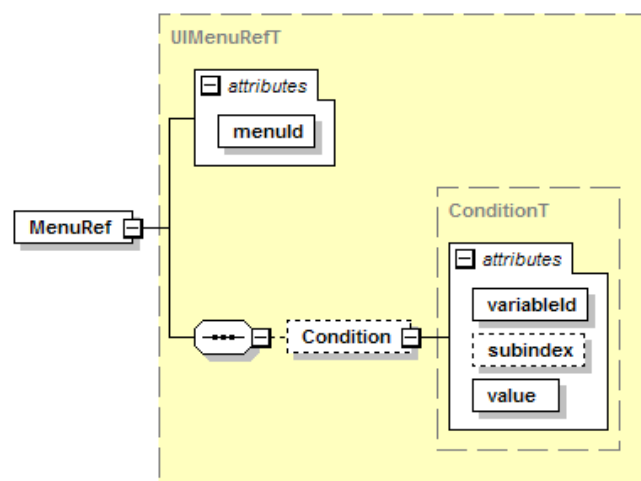 UIMenuRefT
attributes
menuId
MenuRef
ConditionT
attributes
variableId
Condition
subindex
value